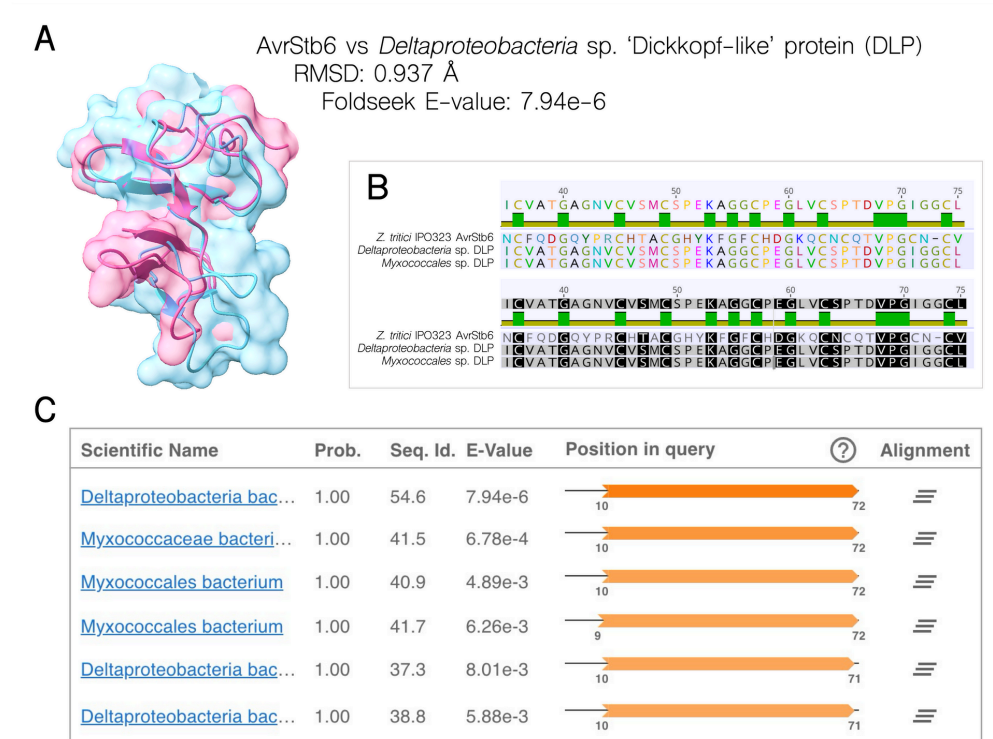 A
AvrStb6 vs Deltaproteobacteria sp. ‘Dickkopf-like’ protein (DLP)
RMSD: 0.937 Å
Foldseek E-value: 7.94e-6
B
40 50 60 70 75
ICVATGAGNVCVSMCSPEKAGGCPEGLVCSPTDVPGIGGCL
Z. tritici IPO323 AvrStb6 NCFQDGQYPRCHTACGHYKFGFCHDGKQCNCQTVPGCN-CV
Deltaproteobacteria sp. DLP ICVATGAGNVCVSMCSPEKAGGCPEGLVCSPTDVPGIGGCL
Myxococcales sp. DLP ICVATGAGNVCVSMCSPEKAGGCPEGLVCSPTDVPGIGGCL
40 50 60 70 75
ICVATGAGNVCVSMCSPEKAGGCPEGLVCSPTDVPGIGGCL
Z. tritici IPO323 AvrStb6 NCFQDGQYPRCHTACGHYKFGFCHDGKQCNCQTVPGCN-CV
Deltaproteobacteria sp. DLP ICVATGAGNVCVSMCSPEKAGGCPEGLVCSPTDVPGIGGCL
Myxococcales sp. DLP ICVATGAGNVCVSMCSPEKAGGCPEGLVCSPTDVPGIGGCL
C
Scientific Name Prob. Seq. Id. E-Value Position in query ? Alignment
Deltaproteobacteria bac... 1.00 54.6 7.94e-6
10 72
Myxococcaceae bacteri... 1.00 41.5 6.78e-4
10 72
Myxococcales bacterium 1.00 40.9 4.89e-3
10 72
Myxococcales bacterium 1.00 41.7 6.26e-3
9 72
Deltaproteobacteria bac... 1.00 37.3 8.01e-3
10 71
Deltaproteobacteria bac... 1.00 38.8 5.88e-3
10 71